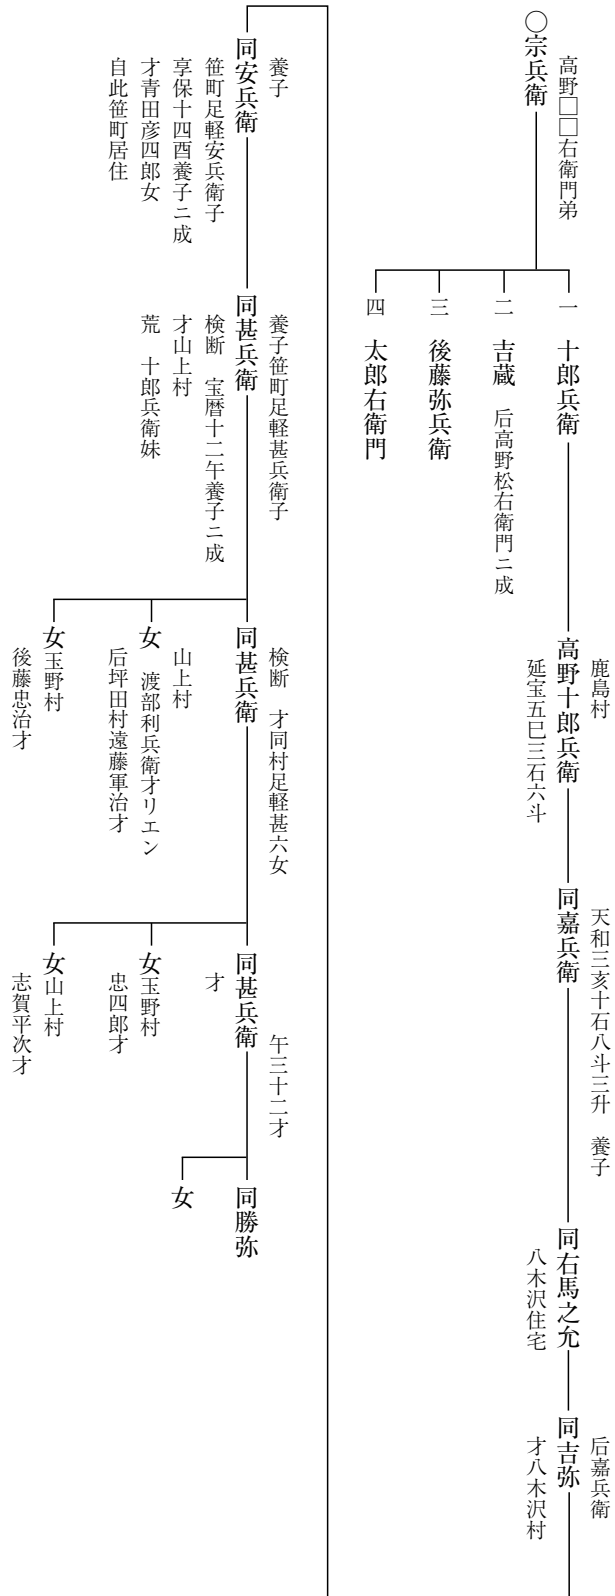 高野□□右衛門弟
○宗兵衛
一　十郎兵衛
二　吉蔵　后高野松右衛門ニ成
三　後藤弥兵衛
四　太郎右衛門
鹿島村
高野十郎兵衛
延宝五巳三石六斗
天和三亥十石八斗三升　養子
同嘉兵衛
同右馬之允
八木沢住宅
后嘉兵衛
同吉弥
才八木沢村
養子
同安兵衛
笹町足軽安兵衛子
享保十四酉養子ニ成
才青田彦四郎女
自此笹町居住
養子笹町足軽甚兵衛子
同甚兵衛
検断　宝暦十二午養子ニ成
才山上村
荒　十郎兵衛妹
検断　才同村足軽甚六女
同甚兵衛
山上村
女　渡部利兵衛才リエン
后坪田村遠藤軍治才
女玉野村
後藤忠治才
午三十二才
同甚兵衛
才
女玉野村
忠四郎才
女山上村
志賀平次才
同勝弥
女